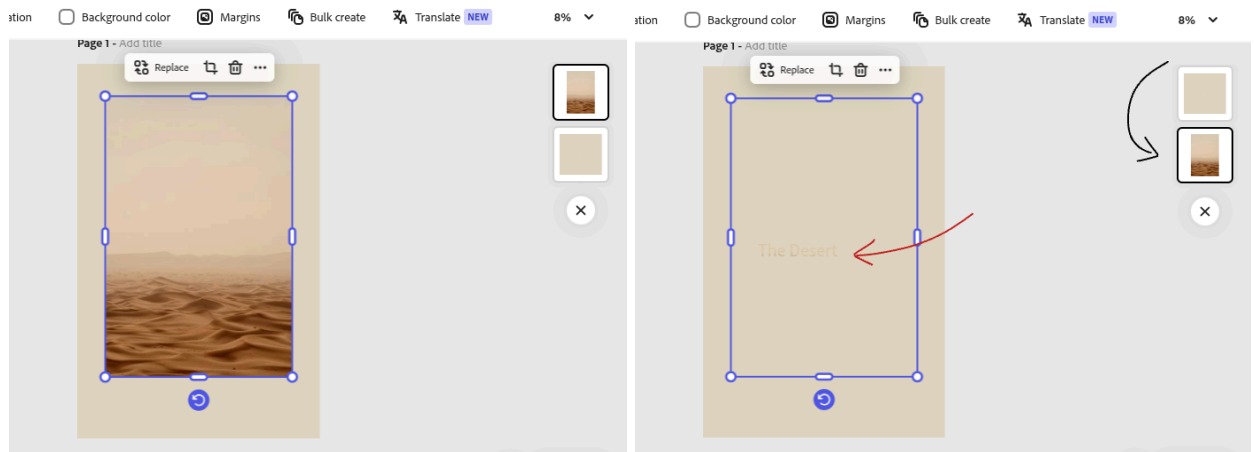 ation Background color Margins Bulk create Translate NEW 8%
Page 1 - Add title
Replace
ation Background color Margins Bulk create Translate NEW 8%
Page 1 - Add title
Replace
The Desert